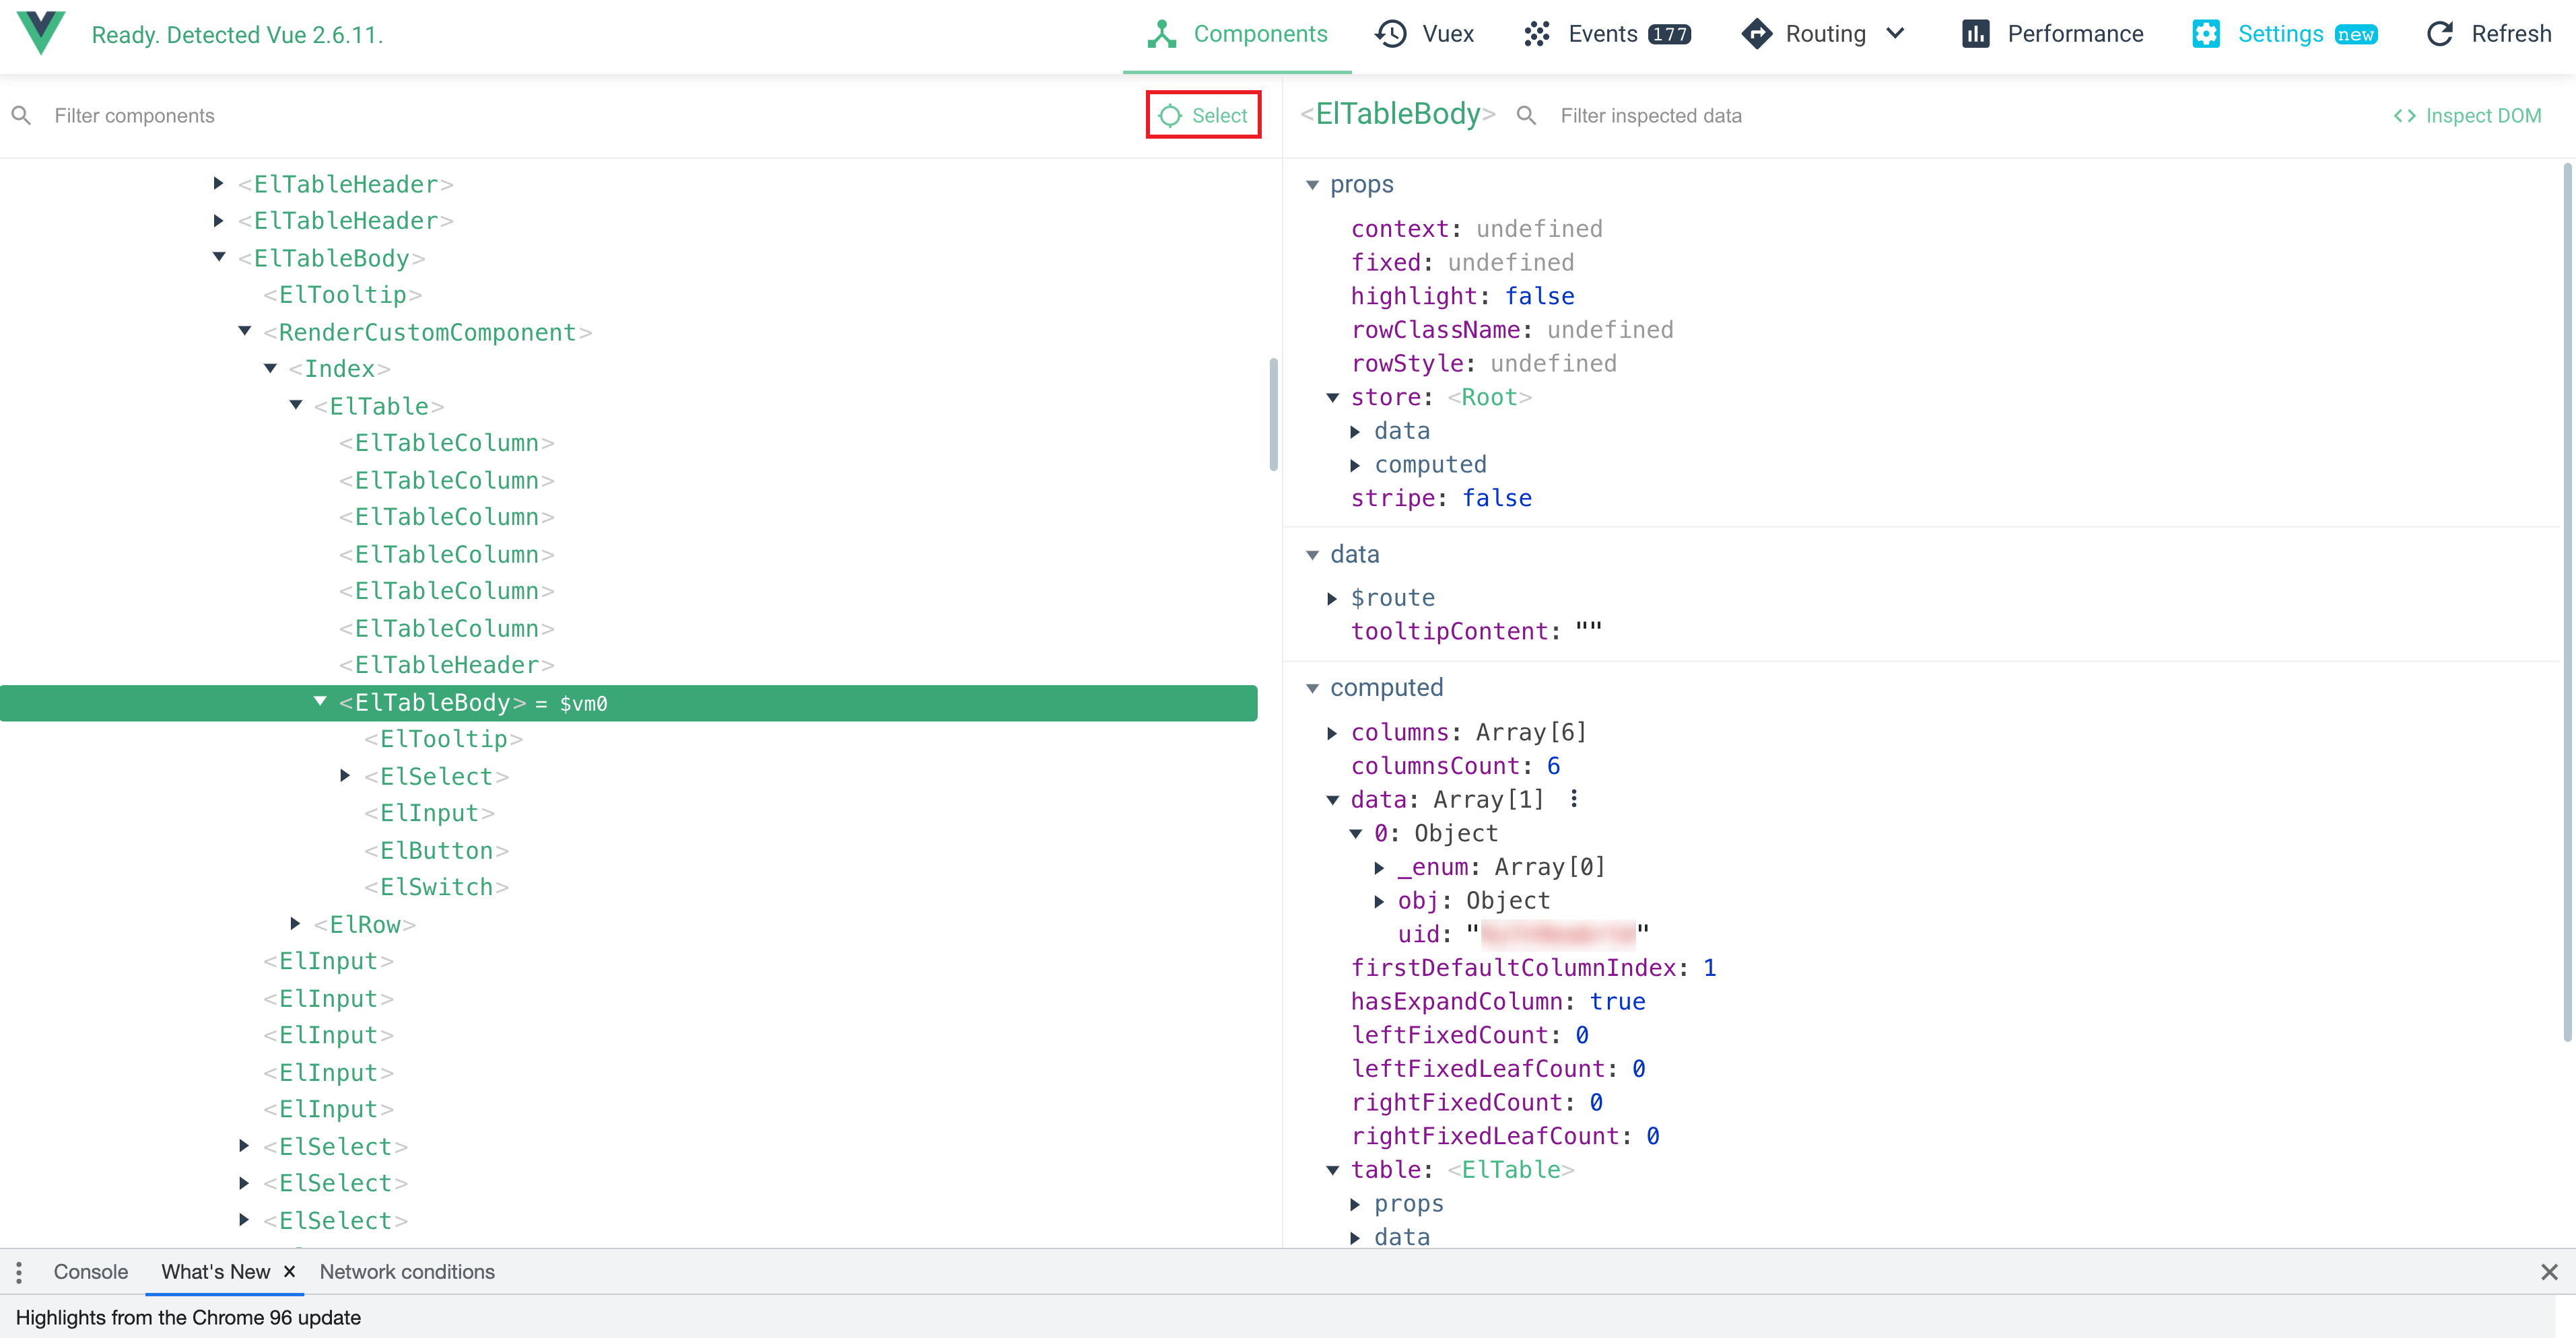 Ready. Detected Vue 2.6.11.
Components
Vuex
Events 177
Routing
Performance
Settings new
Refresh
Filter components
Select
<ElTableBody>
Filter inspected data
<> Inspect DOM
<ElTableHeader>
<ElTableHeader>
<ElTableBody>
<ElTooltip>
<RenderCustomComponent>
<Index>
<ElTable>
<ElTableColumn>
<ElTableColumn>
<ElTableColumn>
<ElTableColumn>
<ElTableColumn>
<ElTableColumn>
<ElTableHeader>
<ElTableBody> = $vm0
<ElTooltip>
<ElSelect>
<ElInput>
<ElButton>
<ElSwitch>
<ElRow>
<ElInput>
<ElInput>
<ElInput>
<ElInput>
<ElInput>
<ElSelect>
<ElSelect>
<ElSelect>
props
context: undefined
fixed: undefined
highlight: false
rowClassName: undefined
rowStyle: undefined
store: <Root>
data
computed
stripe: false
data
$route
tooltipContent: ""
computed
columns: Array[6]
columnsCount: 6
data: Array[1]
0: Object
_enum: Array[0]
obj: Object
uid: ""
firstDefaultColumnIndex: 1
hasExpandColumn: true
leftFixedCount: 0
leftFixedLeafCount: 0
rightFixedCount: 0
rightFixedLeafCount: 0
table: <ElTable>
props
data
Console
What's New ×
Network conditions
Highlights from the Chrome 96 update